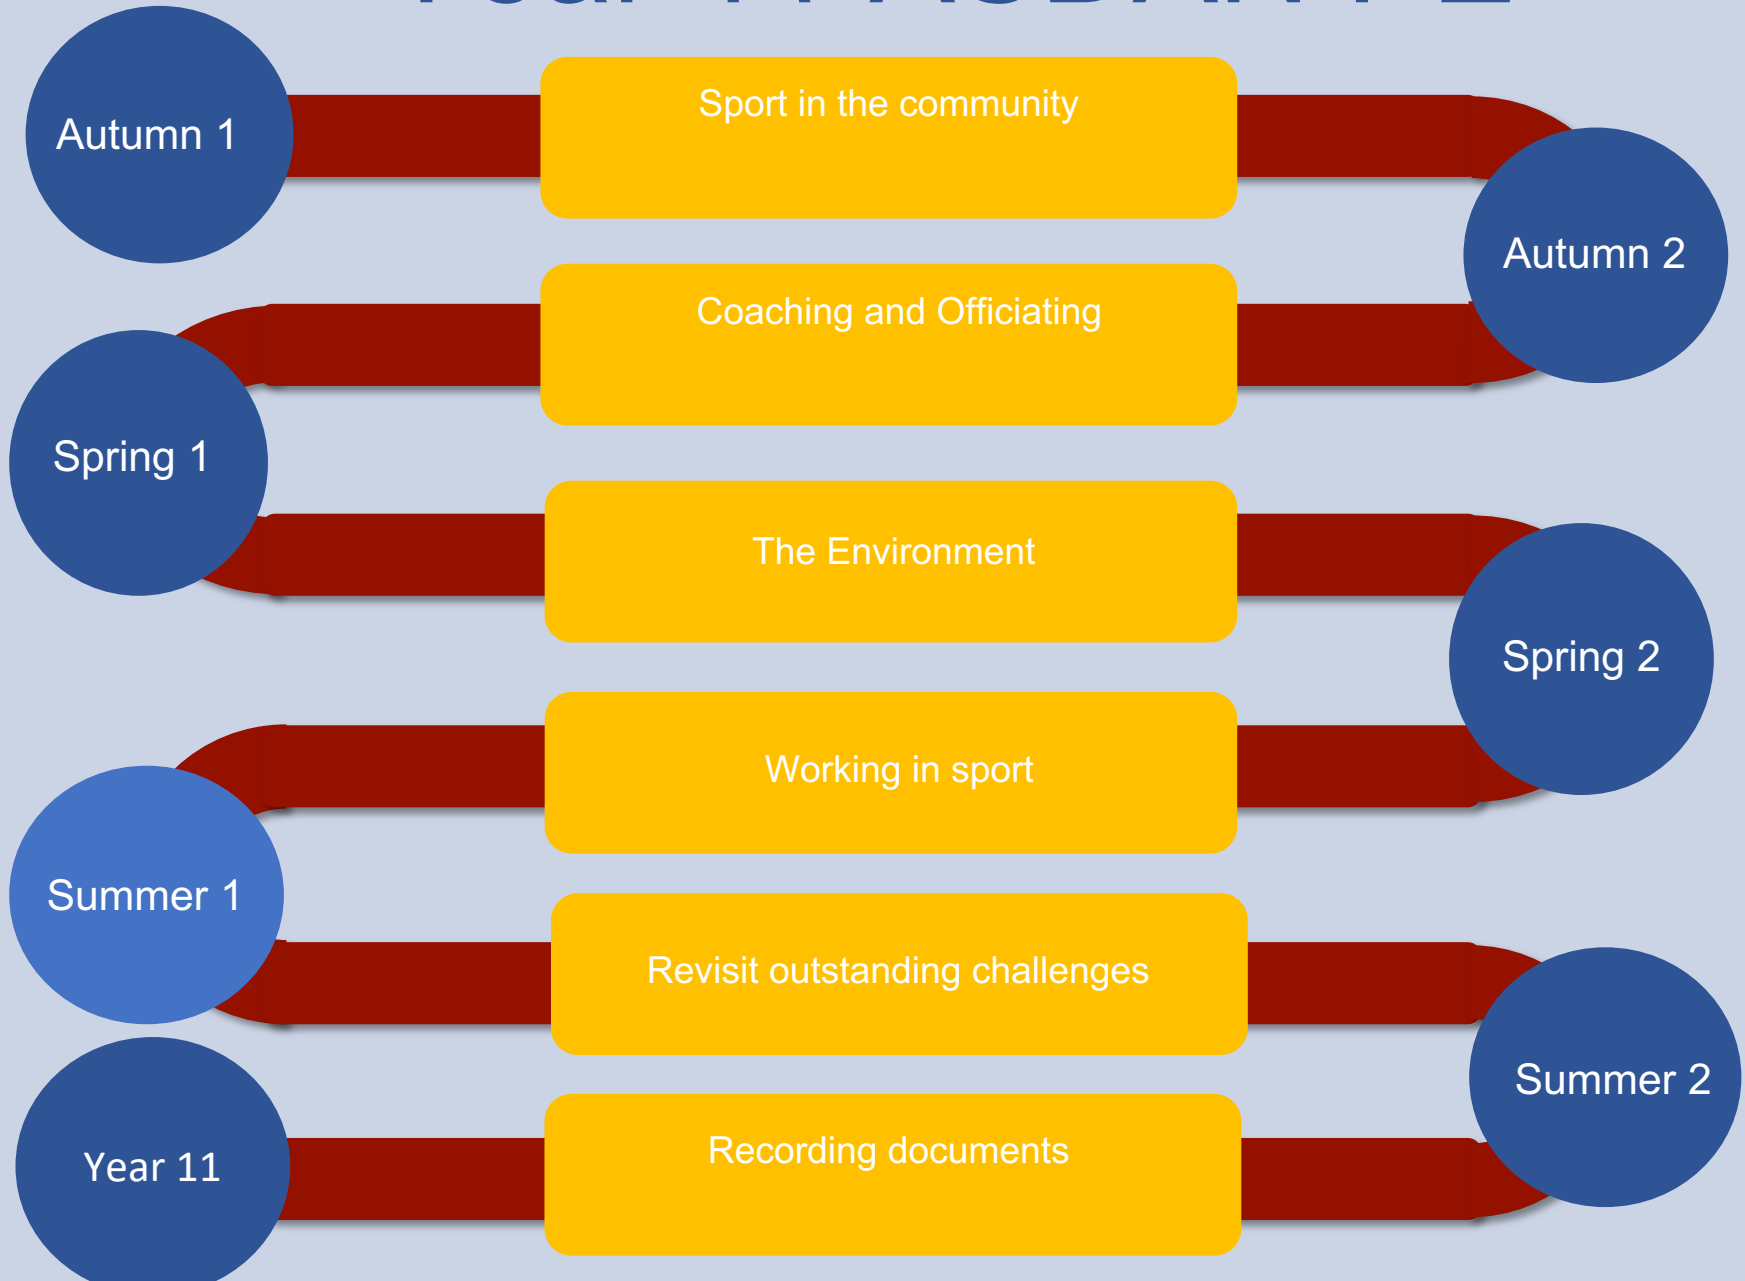 Autumn 1
Sport in the community
Autumn 2
Coaching and Officiating
Spring 1
The Environment
Spring 2
Working in sport
Summer 1
Revisit outstanding challenges
Summer 2
Recording documents
Year 11